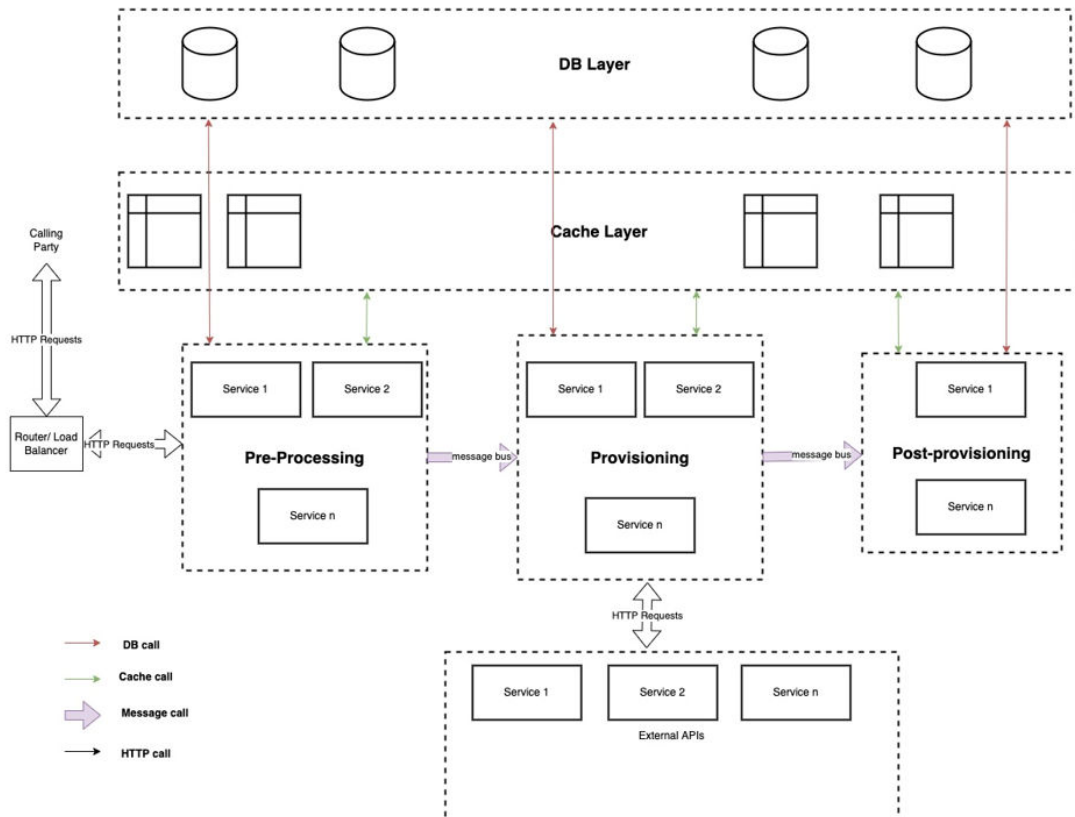 DB Layer
Cache Layer
Calling
Party
HTTP Requests
Router/ Load
Balancer
HTTP Requests
Service 1
Service 2
Pre-Processing
Service n
message bus
Service 1
Service 2
Provisioning
Service n
message bus
Service 1
Post-provisioning
Service n
HTTP Requests
Service 1
Service 2
Service n
External APIs
DB call
Cache call
Message call
HTTP call